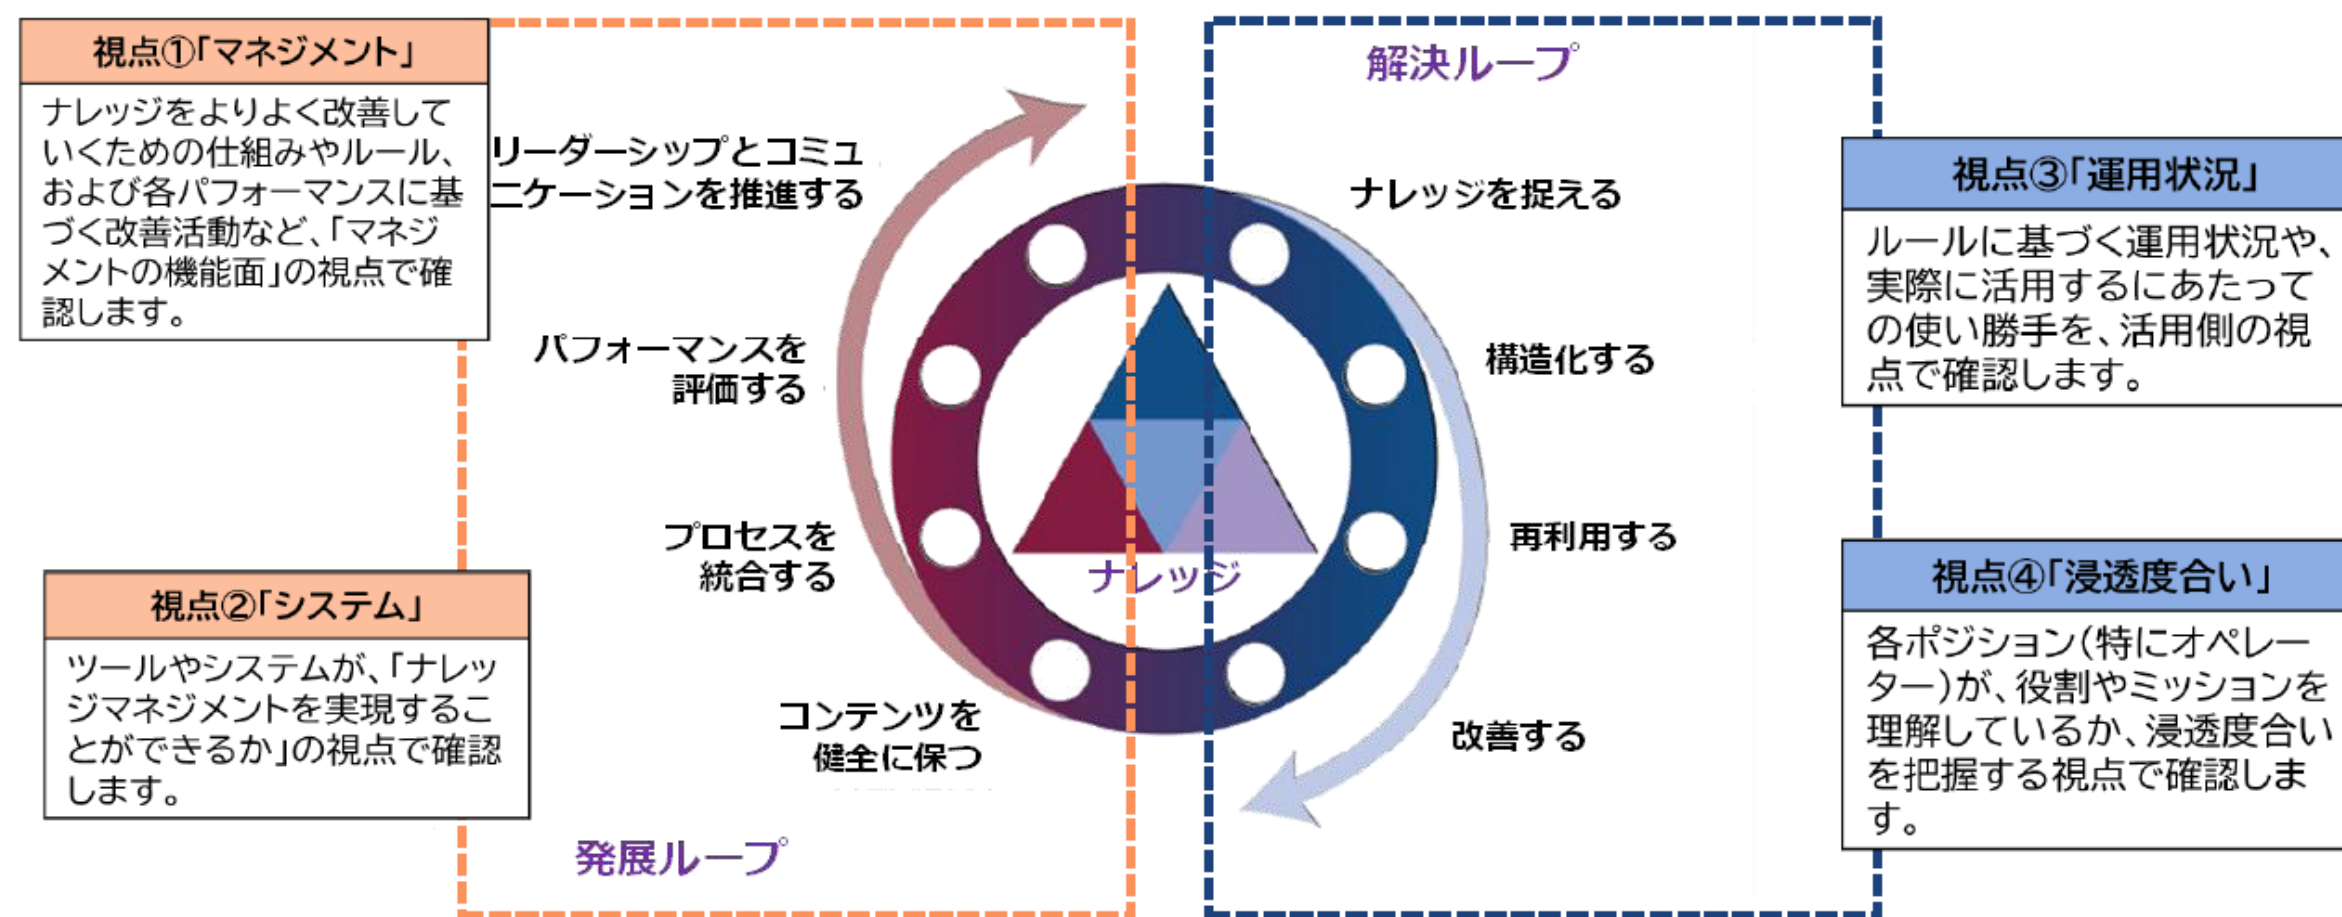 視点①「マネジメント」
ナレッジをよりよく改善して
いくための仕組みやルール、
および各パフォーマンスに基
づく改善活動など、「マネジ
メントの機能面」の視点で確
認します。
視点②「システム」
ツールやシステムが、「ナレッ
ジマネジメントを実現するこ
とができるか」の視点で確認
します。
リーダーシップとコミュ
ニケーションを推進する
パフォーマンスを
評価する
プロセスを
統合する
コンテンツを
健全に保つ
発展ループ
ナレッジ
解決ループ
ナレッジを捉える
構造化する
再利用する
改善する
視点③「運用状況」
ルールに基づく運用状況や、
実際に活用するにあたって
の使い勝手を、活用側の視
点で確認します。
視点④「浸透度合い」
各ポジション(特にオペレー
ター)が、役割やミッションを
理解しているか、浸透度合い
を把握する視点で確認しま
す。